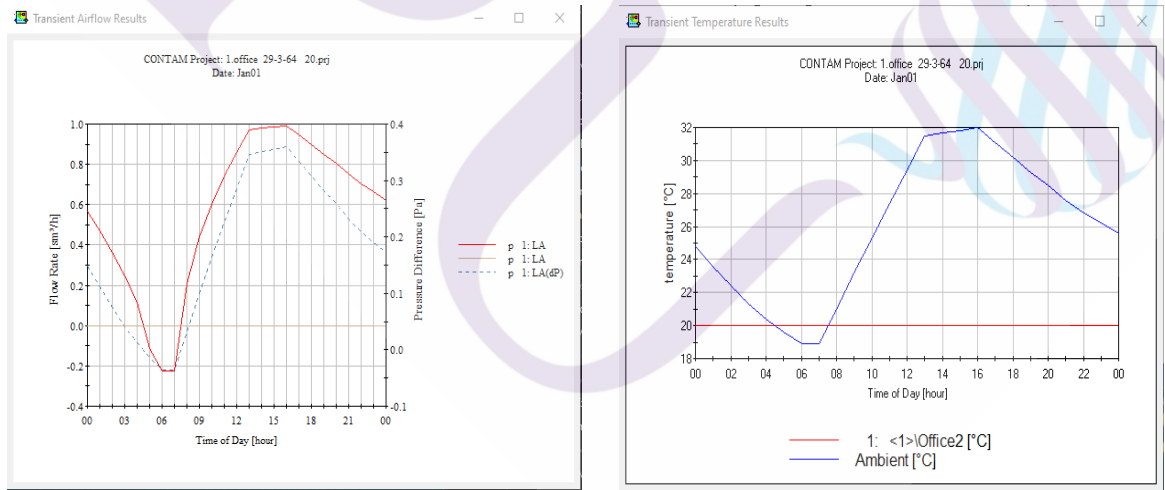 Transient Airflow Results
CONTAM Project: 1.office 29-3-64 20.prj
Date: Jan01
1.0
0.8
0.6
0.4
0.2
0.0
-0.2
-0.4
Flow Rate [sm³/h]
0.4
0.3
0.2
0.1
0.0
-0.1
Pressure Difference [Pa]
00 03 06 09 12 15 18 21 00
Time of Day [hour]
p 1: LA
p 1: LA
p 1: LA(dP)
Transient Temperature Results
CONTAM Project: 1.office 29-3-64 20.prj
Date: Jan01
32
30
28
26
24
22
20
18
temperature [°C]
00 02 04 06 08 10 12 14 16 18 20 22 00
Time of Day [hour]
1: <1>\Office2 [°C]
Ambient [°C]